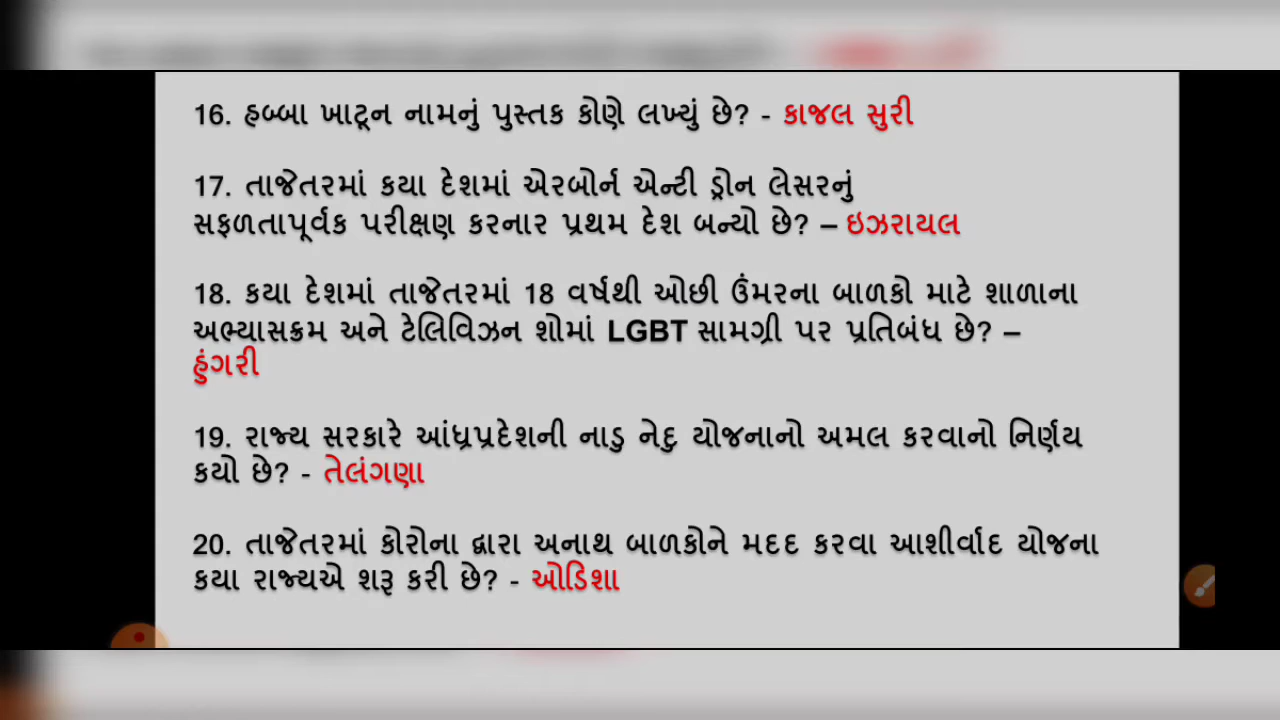 16. હબ્બા ખાટૂન નામનું પુસ્તક કોણે લખ્યું છે? - કાજલ સુરી
17. તાજેતરમાં કયા દેશમાં એરબોર્ન એન્ટી ડ્રોન લેસરનું
સફળતાપૂર્વક પરીક્ષણ કરનાર પ્રથમ દેશ બન્યો છે? – ઇઝરાયલ
18. કયા દેશમાં તાજેતરમાં 18 વર્ષથી ઓછી ઉંમરના બાળકો માટે શાળાના
અભ્યાસક્રમ અને ટેલિવિઝન શોમાં LGBT સામગ્રી પર પ્રતિબંધ છે? –
હુંગરી
19. રાજ્ય સરકારે આંધ્રપ્રદેશની નાડુ નેદુ યોજનાનો અમલ કરવાનો નિર્ણય
કયો છે? - તેલંગણા
20. તાજેતરમાં કોરોના દ્વારા અનાથ બાળકોને મદદ કરવા આશીર્વાદ યોજના
કયા રાજ્યએ શરૂ કરી છે? - ઓડિશા